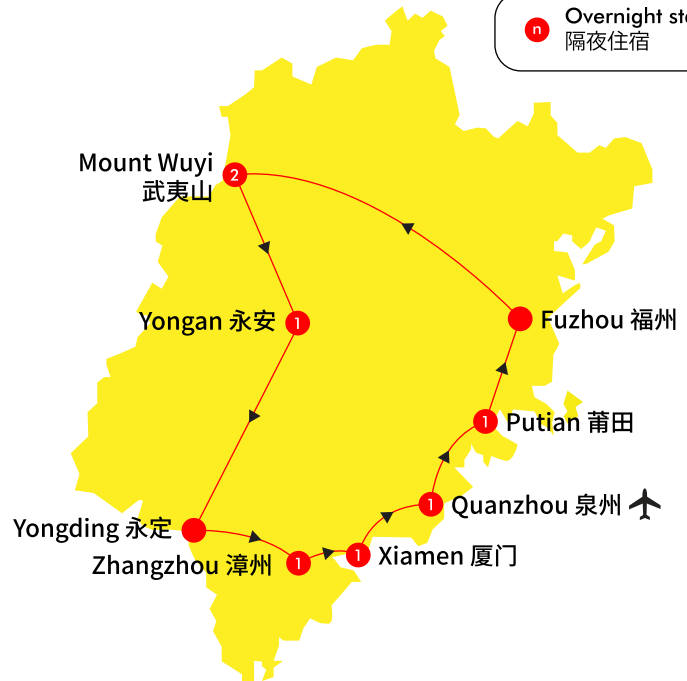 Overnight
隔夜住宿
n
Mount Wuyi
武夷山
2
Yongan 永安
1
Fuzhou 福州
Putian 莆田
1
Quanzhou 泉州
1
Yongding 永定
Zhangzhou 漳州
1
Xiamen 厦门
1